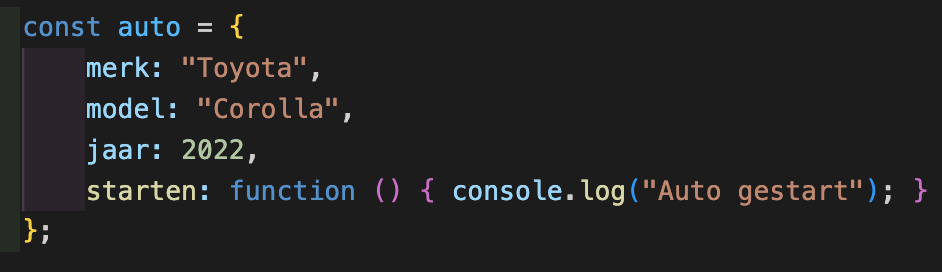 const auto = {
    merk: "Toyota",
    model: "Corolla",
    jaar: 2022,
    starten: function () { console.log("Auto gestart"); }
};